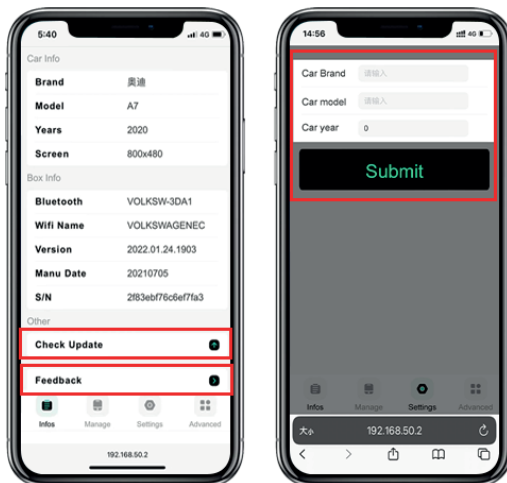 5:40
4G
Car Info
Brand 奥迪
Model A7
Years 2020
Screen 800x480
Box Info
Bluetooth VOLKSW-3DA1
Wifi Name VOLKSWAGENEC
Version 2022.01.24.1903
Manu Date 20210705
S/N 2f83ebf76c6ef7fa3
Other
Check Update
Feedback
Infos Manage Settings Advanced
192.168.50.2
14:56
4G
Car Brand 请输入
Car model 请输入
Car year 0
Submit
Infos Manage Settings Advanced
大小 192.168.50.2